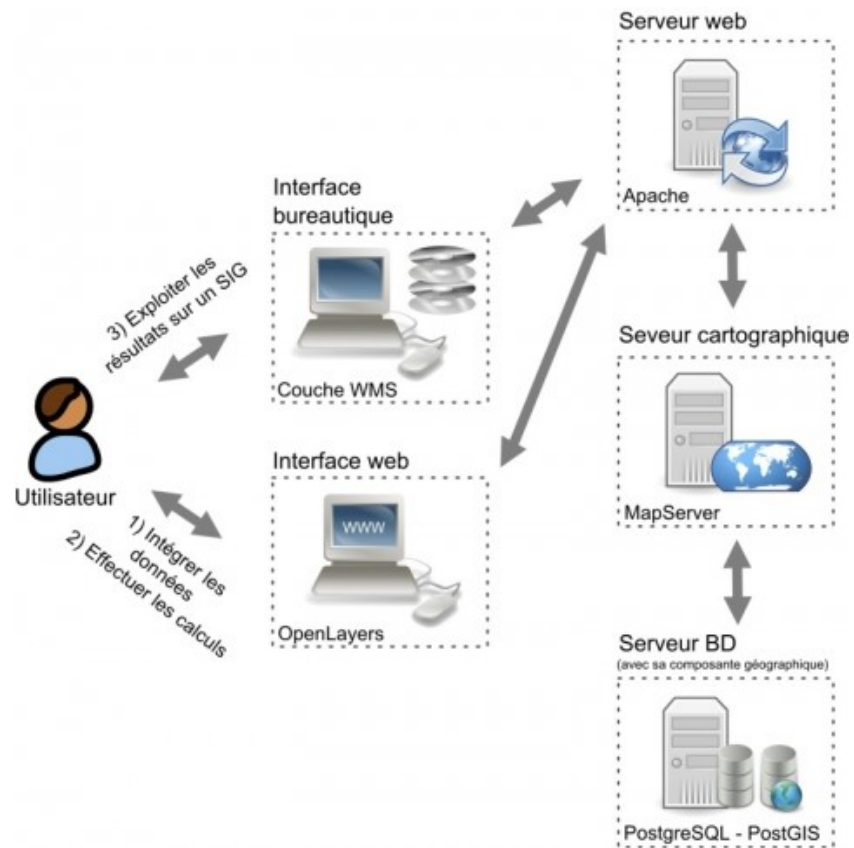 Serveur web
Apache
Interface
bureautique
Couche WMS
3) Exploiter les
résultats sur un SIG
Seveur cartographique
MapServer
Utilisateur
Interface web
www
OpenLayers
1) Intégrer les
données
2) Effectuer les calculs
Serveur BD
(avec sa composante géographique)
PostgreSQL - PostGIS